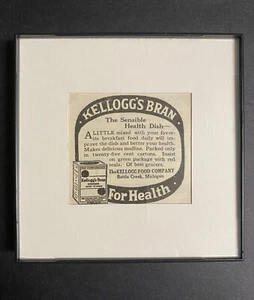 KELLOGG'S BRAN
The Sensible
Health Dish—
A LITTLE mixed with your favor-
ite breakfast food daily will im-
prove the dish and better your health.
Makes delicious muffins. Packed only
in twenty-five cent cartons. Insist
on green package with red
seals. Of best grocers.
The KELLOGG FOOD COMPANY
Battle Creek, Michigan
Kellogg's Bran
For Health